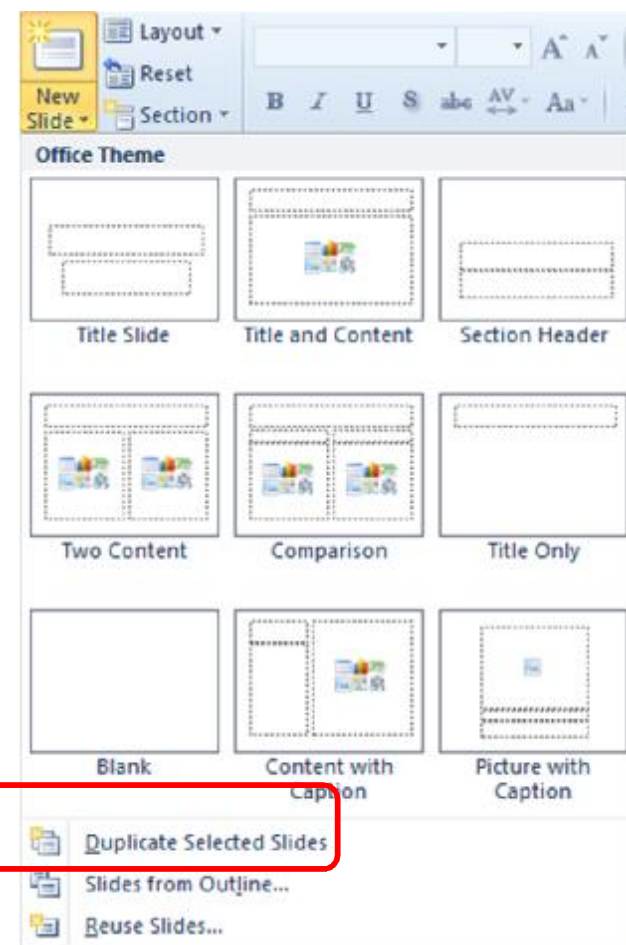 Layout
Reset
New
Slide
Section
A A
B I U S abc AV Aa
Office Theme
Title Slide Title and Content Section Header
Two Content Comparison Title Only
Blank Content with Caption Picture with Caption
Duplicate Selected Slides
Slides from Outline...
Reuse Slides...